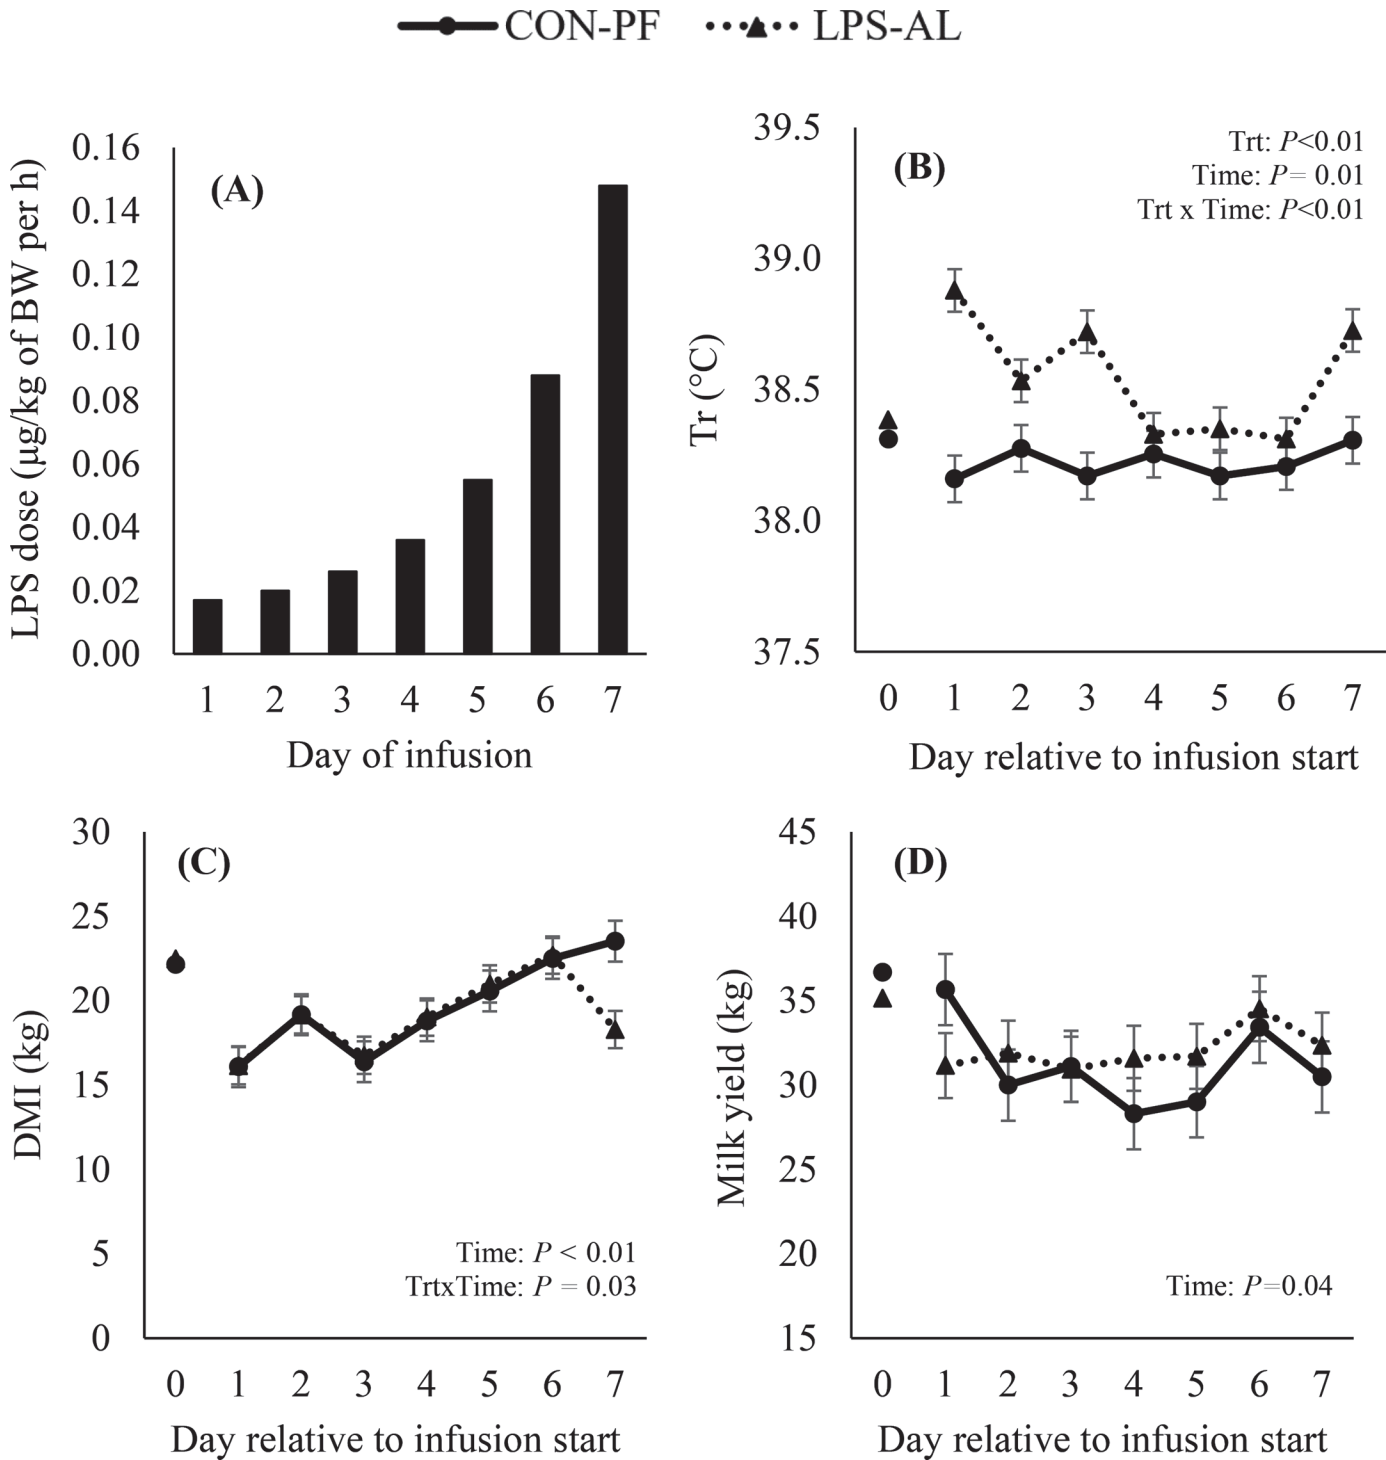 CON-PF LPS-AL
(A)
LPS dose (µg/kg of BW per h)
0.16
0.14
0.12
0.10
0.08
0.06
0.04
0.02
0.00
1 2 3 4 5 6 7
Day of infusion
(B)
Trt: P<0.01
Time: P= 0.01
Trt x Time: P<0.01
Tr (°C)
39.5
39.0
38.5
38.0
37.5
0 1 2 3 4 5 6 7
Day relative to infusion start
(C)
DMI (kg)
30
25
20
15
10
5
0
Time: P < 0.01
TrtxTime: P = 0.03
0 1 2 3 4 5 6 7
Day relative to infusion start
(D)
Milk yield (kg)
45
40
35
30
25
20
15
Time: P=0.04
0 1 2 3 4 5 6 7
Day relative to infusion start